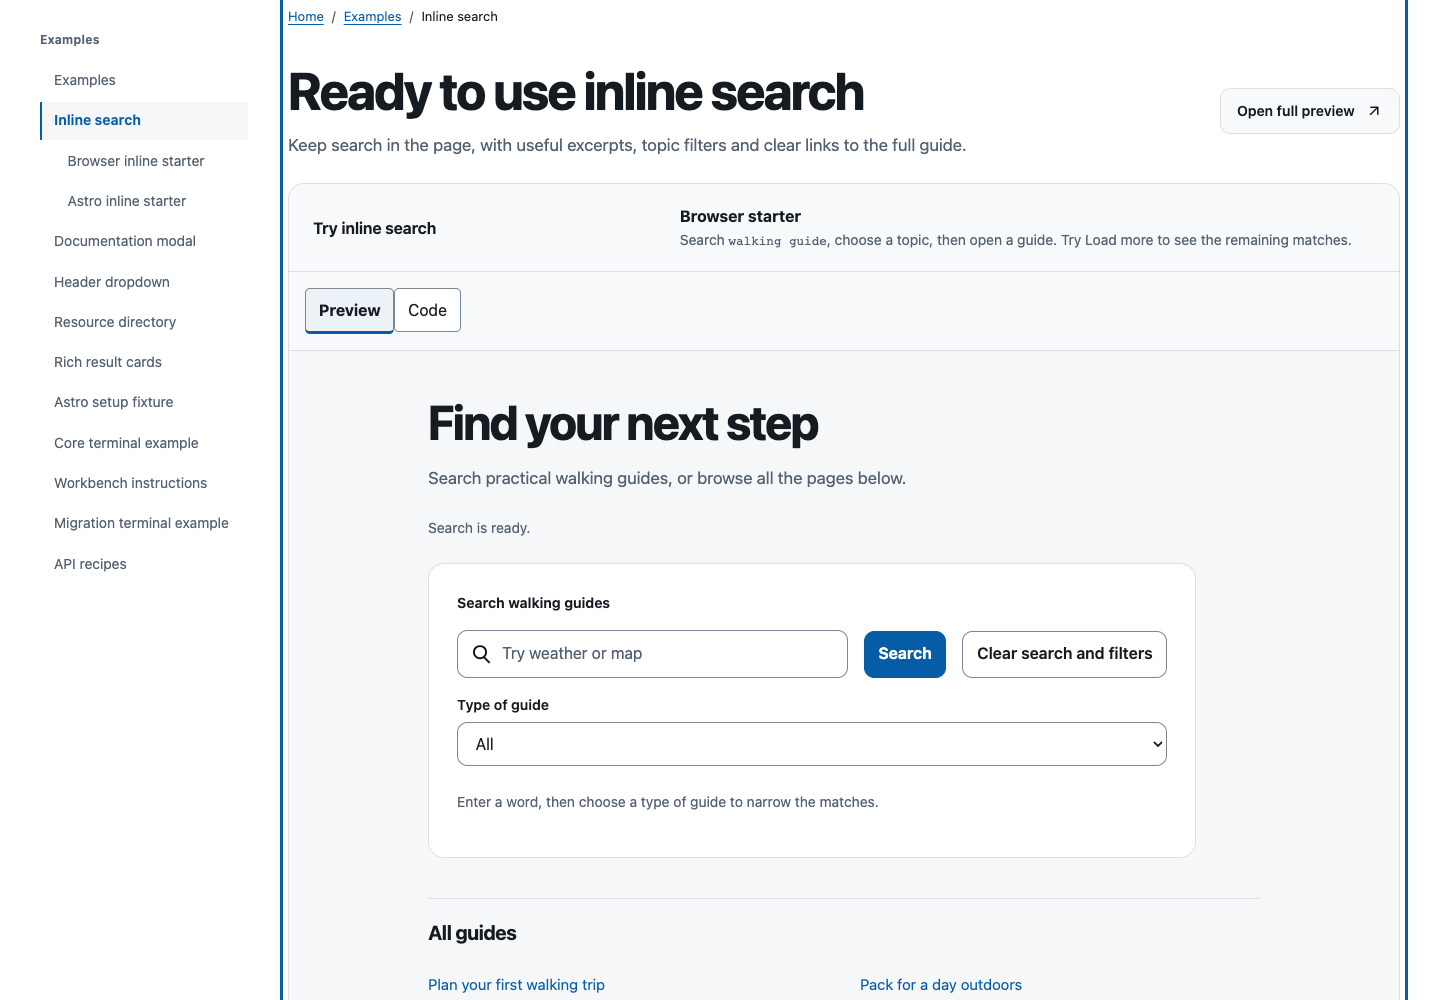 Home / Examples / Inline search
Examples
Examples
Inline search
Browser inline starter
Astro inline starter
Documentation modal
Header dropdown
Resource directory
Rich result cards
Astro setup fixture
Core terminal example
Workbench instructions
Migration terminal example
API recipes
Ready to use inline search
Keep search in the page, with useful excerpts, topic filters and clear links to the full guide.
Open full preview
Try inline search
Browser starter
Search walking guide, choose a topic, then open a guide. Try Load more to see the remaining matches.
Preview
Code
Find your next step
Search practical walking guides, or browse all the pages below.
Search is ready.
Search walking guides
Try weather or map
Search
Clear search and filters
Type of guide
All
Enter a word, then choose a type of guide to narrow the matches.
All guides
Plan your first walking trip
Pack for a day outdoors